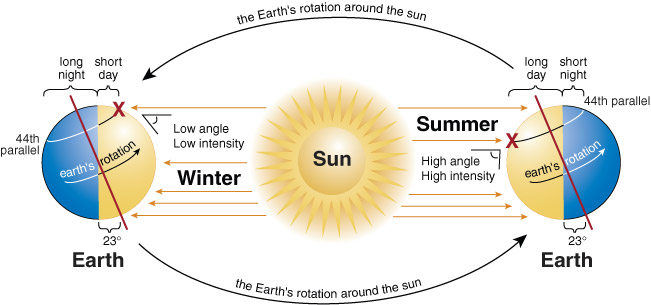 the Earth's rotation around the sun
long
night
short
day
long
day
short
night
X
44th
parallel
earth's rotation
Low angle
Low intensity
Winter
23°
Earth
Sun
Summer
44th parallel
X
High angle
High intensity
earth's rotation
23°
Earth
the Earth's rotation around the sun